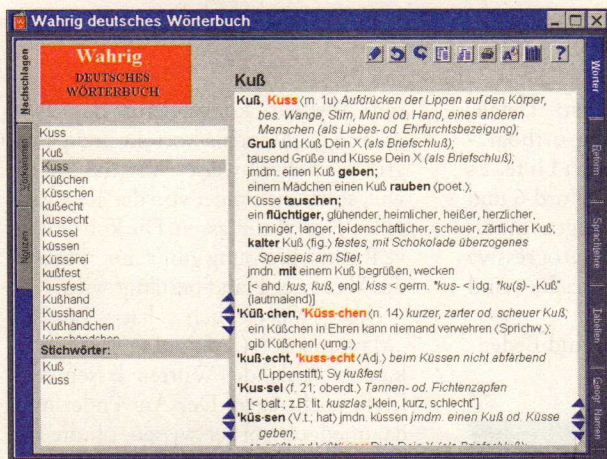 Wahrig deutsches Wörterbuch
Wahrig
DEUTSCHES
WÖRTERBUCH
Nachschlagen
Vorkommen
Notizen
Kuss
Kuß
Kuss
Küßchen
Küsschen
kußecht
kussecht
Kussel
küssen
Küsserei
kußfest
kussfest
Kußhand
Kusshand
Kußhändchen
Kusshändchen
Stichwörter:
Kuß
Kuss
Kuß
Kuß, Kuss ⟨m. 1u⟩ Aufdrücken der Lippen auf den Körper,
bes. Wange, Stirn, Mund od. Hand, eines anderen
Menschen (als Liebes- od. Ehrfurchtsbezeigung);
Gruß und Kuß Dein X (als Briefschluß);
tausend Grüße und Küsse Dein X (als Briefschluß);
jmdm. einen Kuß geben;
einem Mädchen einen Kuß rauben ⟨poet.⟩;
Küsse tauschen;
ein flüchtiger, glühender, heimlicher, heißer, herzlicher,
inniger, langer, leidenschaftlicher, scheuer, zärtlicher Kuß;
kalter Kuß ⟨fig.⟩ festes, mit Schokolade überzogenes
Speiseeis am Stiel;
jmdn. mit einem Kuß begrüßen, wecken
[< ahd. kus, kuß, engl. kiss < germ. *kus- < idg. *ku(s)- „Kuß"
(lautmalend)]
'Küß·chen, 'Küss·chen ⟨n. 14⟩ kurzer, zarter od. scheuer Kuß;
ein Küßchen in Ehren kann niemand verwehren ⟨Sprichw.⟩;
gib Küßchen! ⟨umg.⟩
'kuß·echt, 'kuss·echt ⟨Adj.⟩ beim Küssen nicht abfärbend
(Lippenstift); Sy kußfest
'Kus·sel ⟨f. 21; oberdt.⟩ Tannen- od. Fichtenzapfen
[< balt.; z.B. lit. kuszlas „klein, kurz, schlecht"]
'küs·sen ⟨V.t.; hat⟩ jmdn. küssen jmdm. einen Kuß od. Küsse
geben;
Wörter
Reform
Sprachlehre
Tabellen
Geogr. Namen